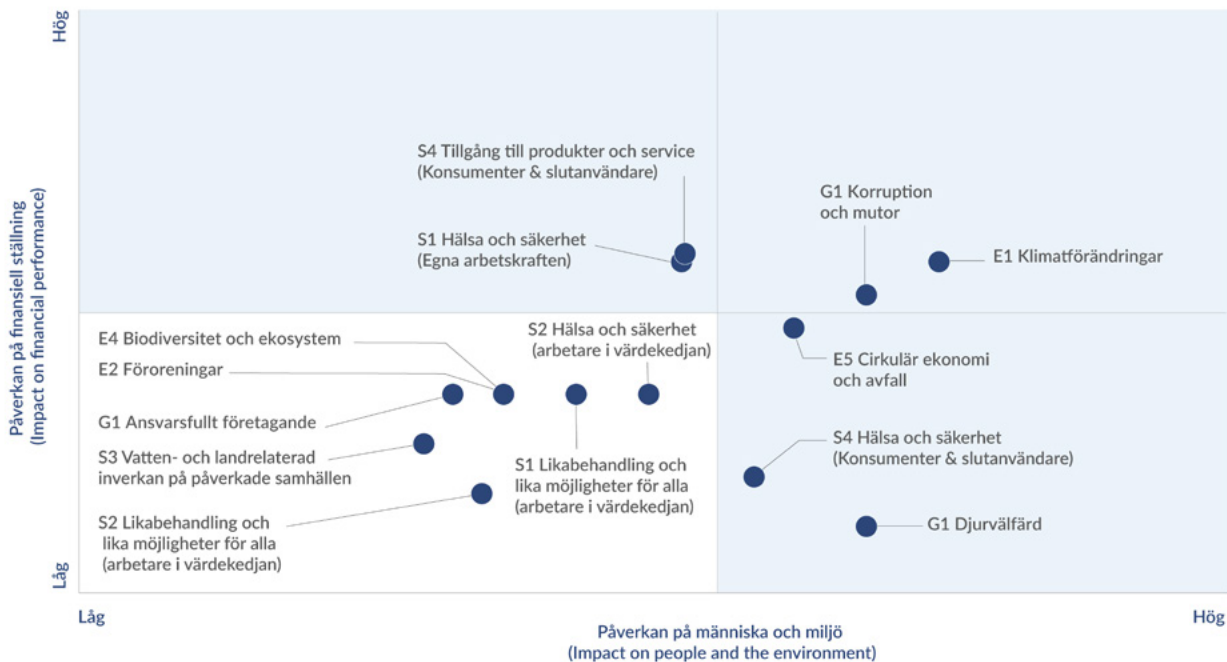 Hög
Påverkan på finansiell ställning
(Impact on financial performance)
Låg
S4 Tillgång till produkter och service
(Konsumenter & slutanvändare)
S1 Hälsa och säkerhet
(Egna arbetskraften)
G1 Korruption
och mutor
E1 Klimatförändringar
E4 Biodiversitet och ekosystem
E2 Föroreningar
G1 Ansvarsfullt företagande
S3 Vatten- och landrelaterad
inverkan på påverkade samhällen
S2 Likabehandling och
lika möjligheter för alla
(arbetare i värdekedjan)
S2 Hälsa och säkerhet
(arbetare i värdekedjan)
S1 Likabehandling och
lika möjligheter för alla
(arbetare i värdekedjan)
E5 Cirkulär ekonomi
och avfall
S4 Hälsa och säkerhet
(Konsumenter & slutanvändare)
G1 Djurvälfärd
Låg
Hög
Påverkan på människa och miljö
(Impact on people and the environment)